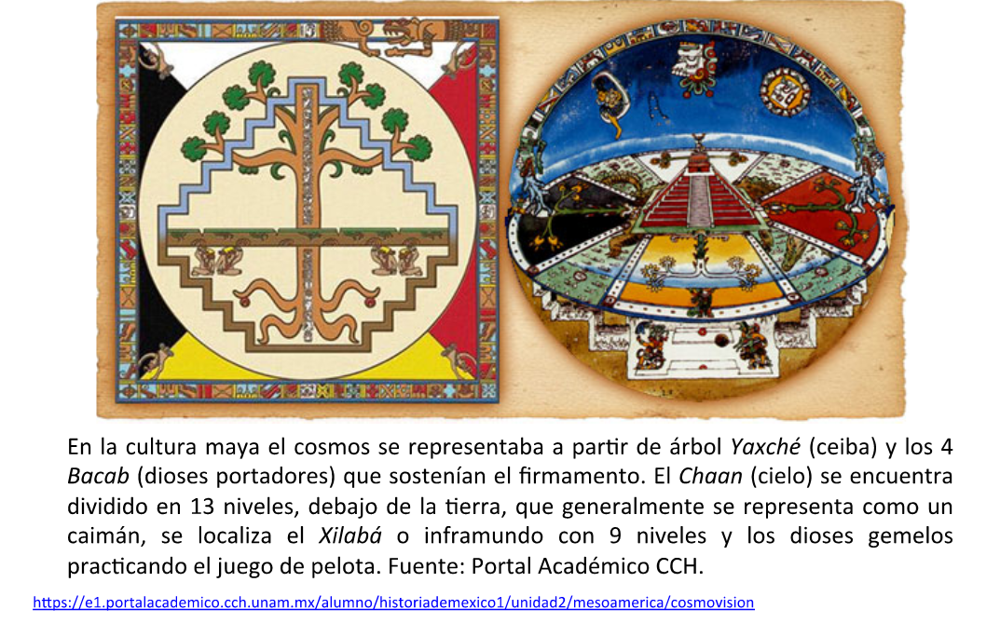 En la cultura maya el cosmos se representaba a partir de árbol Yaxché (ceiba) y los 4
Bacab (dioses portadores) que sostenían el firmamento. El Chaan (cielo) se encuentra
dividido en 13 niveles, debajo de la tierra, que generalmente se representa como un
caimán, se localiza el Xilabá o inframundo con 9 niveles y los dioses gemelos
practicando el juego de pelota. Fuente: Portal Académico CCH.
https://e1.portalacademico.cch.unam.mx/alumno/historiademexico1/unidad2/mesoamerica/cosmovision